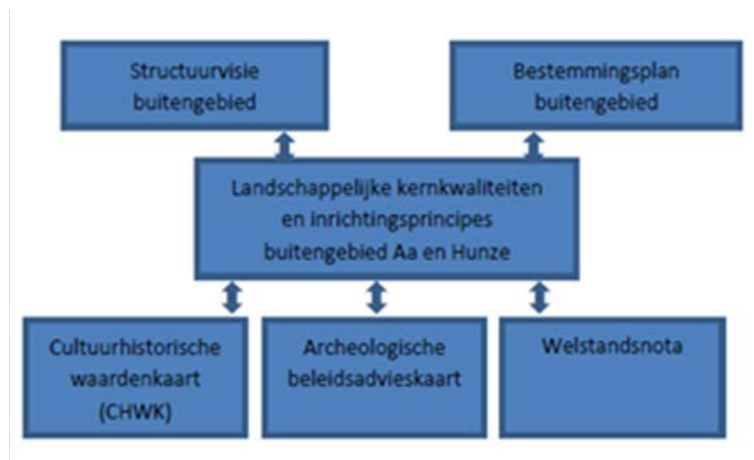 Structuurvisie
buitengebied
Bestemmingsplan
buitengebied
Landschappelijke kernkwaliteiten
en inrichtingsprincipes
buitengebied Aa en Hunze
Cultuurhistorische
waardenkaart
(CHWK)
Archeologische
beleidsadvieskaart
Welstandsnota